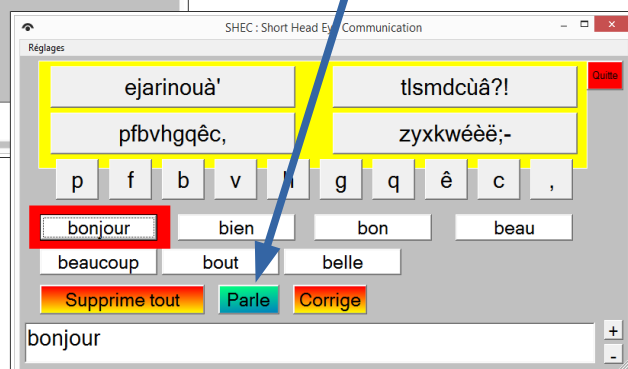 SHEC : Short Head Eye Communication
Réglages
ejarinouà' tlsmdcùâ?! Quitte
pfbvhgqêc, zyxkwéèë;-
p f b v h g q ê c ,
bonjour bien bon beau
beaucoup bout belle
Supprime tout Parle Corrige
bonjour
+
-